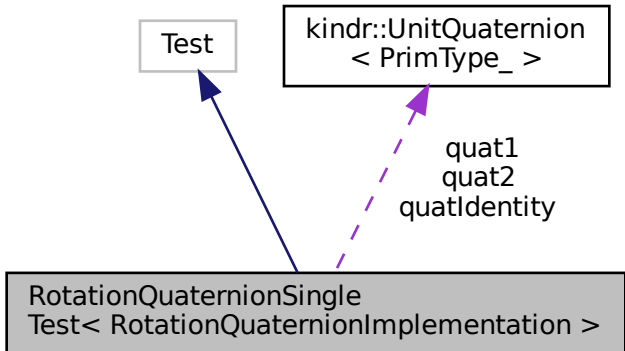 Test
kindr::UnitQuaternion
< PrimType_ >
quat1
quat2
quatIdentity
RotationQuaternionSingle
Test< RotationQuaternionImplementation >